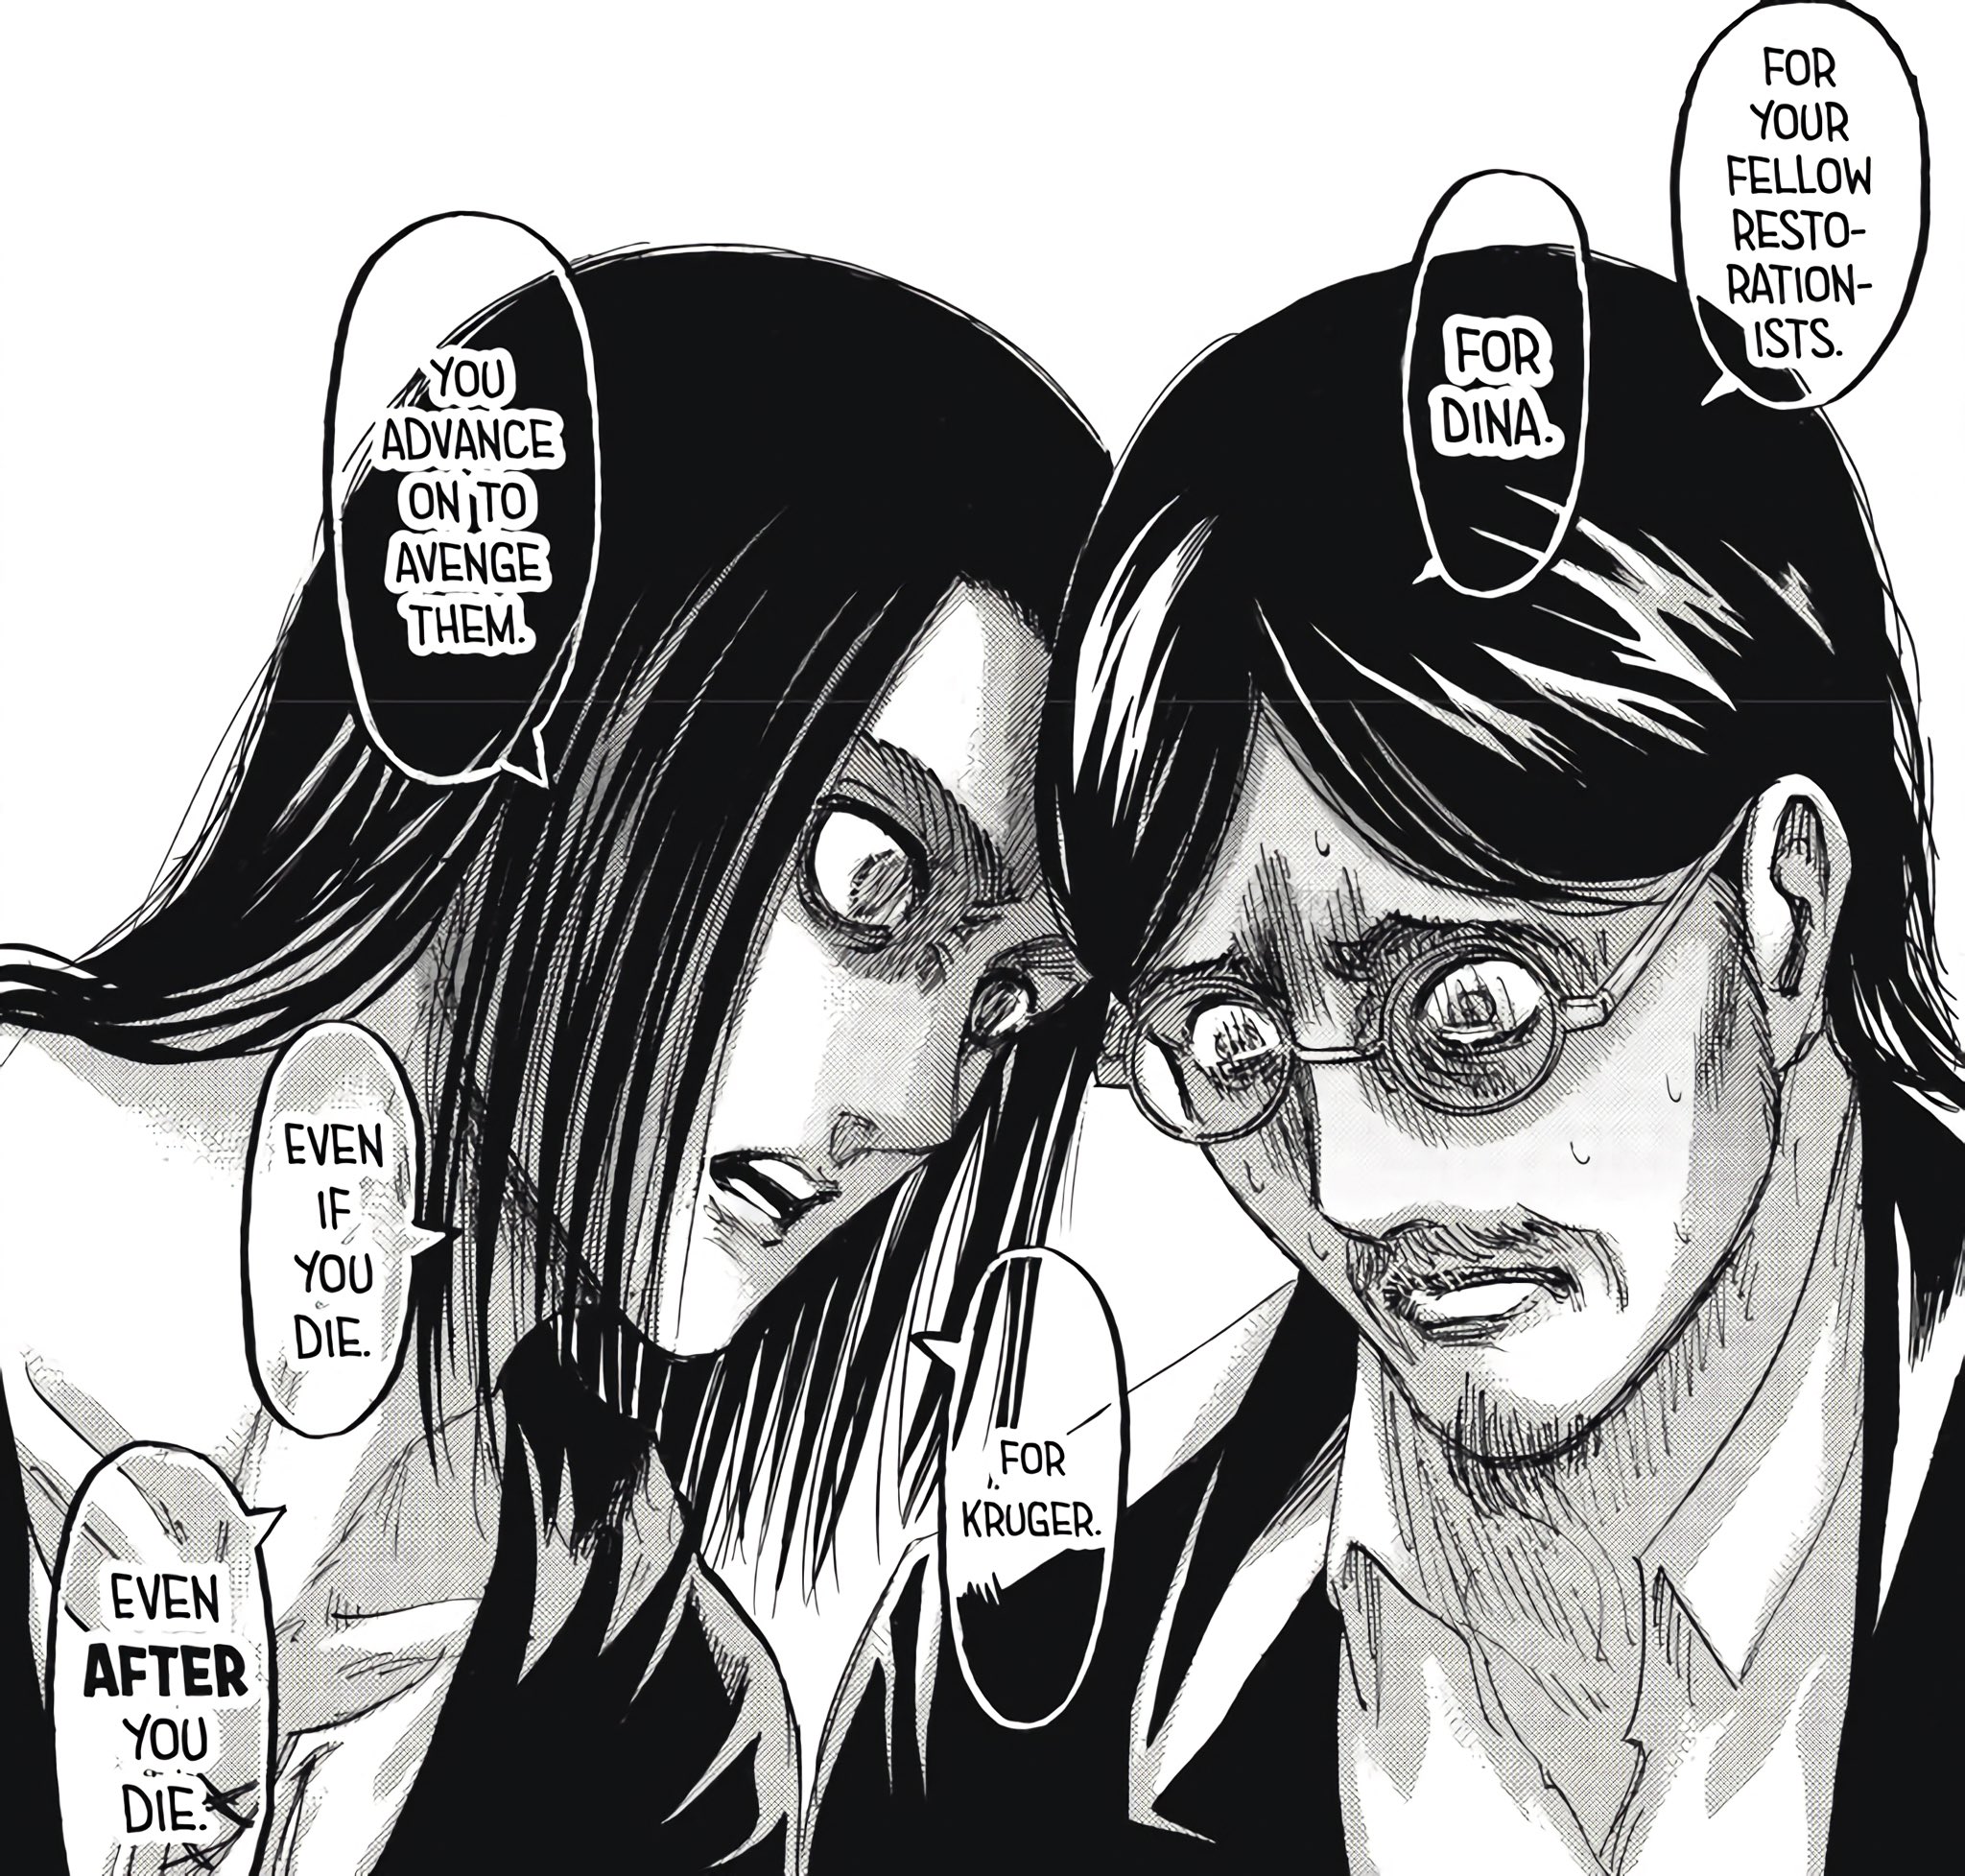 FOR
YOUR
FELLOW
RESTO-
RATION-
ISTS.
FOR
DINA.
FOR
KRUGER.
YOU
ADVANCE
ON TO
AVENGE
THEM.
EVEN
IF
YOU
DIE.
EVEN
AFTER
YOU
DIE.